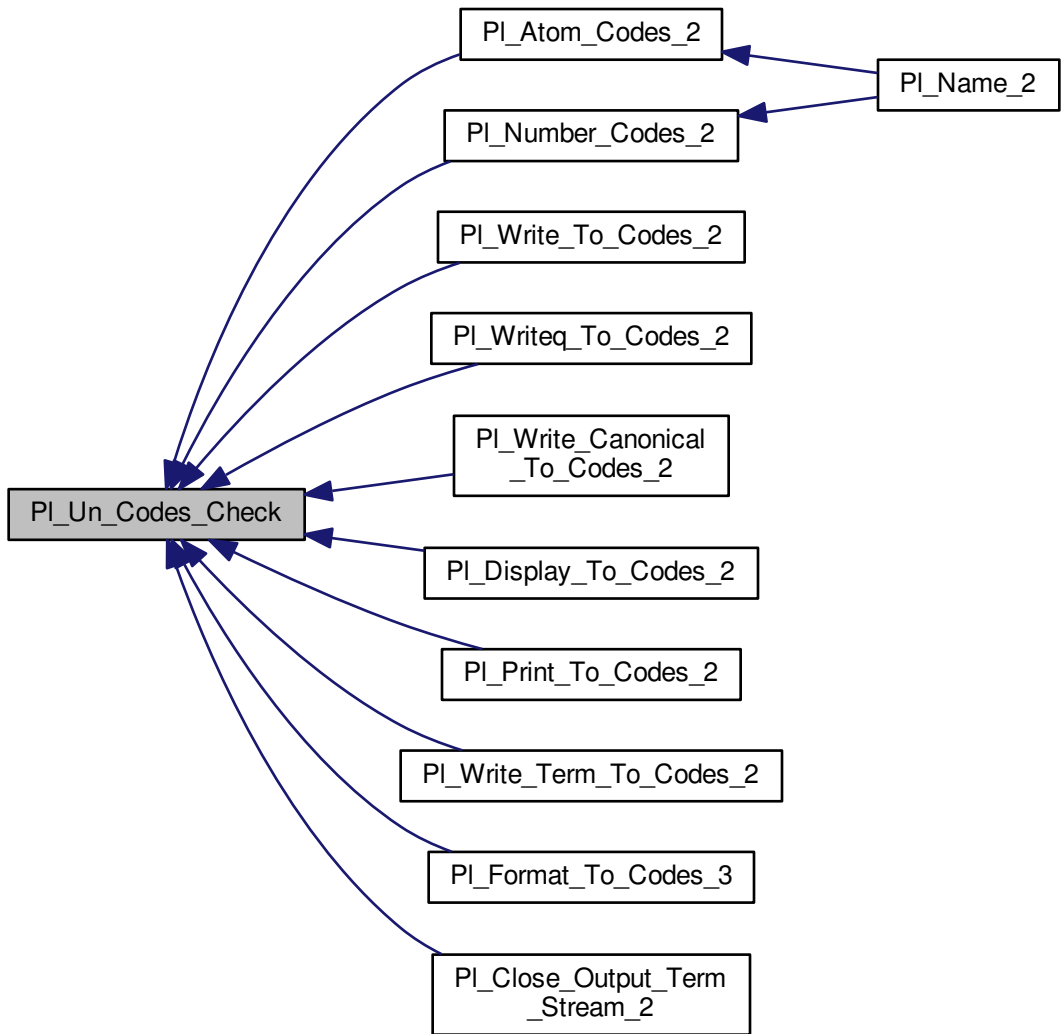 Pl_Atom_Codes_2
Pl_Name_2
Pl_Number_Codes_2
Pl_Write_To_Codes_2
Pl_Writeq_To_Codes_2
Pl_Write_Canonical
_To_Codes_2
Pl_Un_Codes_Check
Pl_Display_To_Codes_2
Pl_Print_To_Codes_2
Pl_Write_Term_To_Codes_2
Pl_Format_To_Codes_3
Pl_Close_Output_Term
_Stream_2